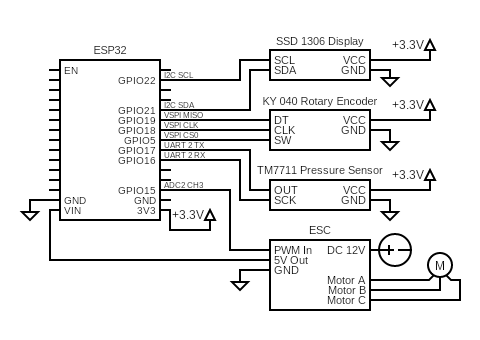 SSD 1306 Display
ESP32
+3.3V
SCL
VCC
SDA
GND
EN
GPIO22
I2C SCL
KY 040 Rotary Encoder
+3.3V
GPIO21
I2C SDA
GPIO19
VSPI MISO
DT
VCC
GPIO18
VSPI CLK
CLK
GND
GPIO5
VSPI CS0
SW
GPIO17
UART 2 TX
GPIO16
UART 2 RX
TM7711 Pressure Sensor
+3.3V
GPIO15
ADC2 CH3
OUT
VCC
GND
GND
SCK
GND
VIN
3V3
+3.3V
ESC
PWM In
DC 12V
5V Out
GND
M
Motor A
Motor B
Motor C